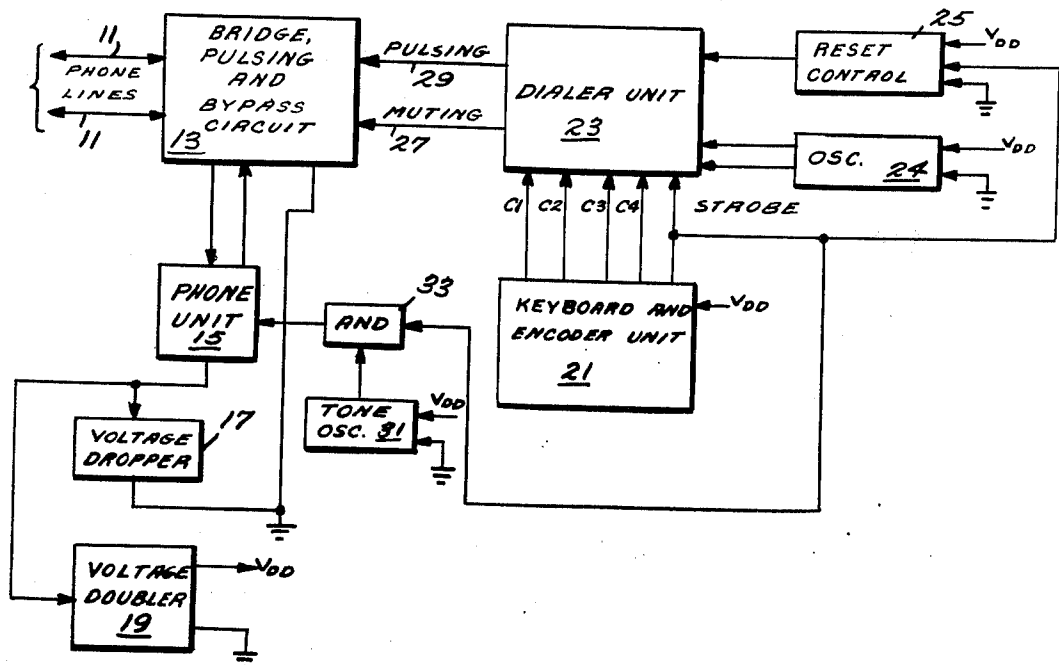 11
PHONE
LINES
11
BRIDGE,
PULSING
AND
BYPASS
CIRCUIT
13
PULSING
29
MUTING
27
DIALER UNIT
23
25
RESET
CONTROL
VDD
OSC. 24
VDD
C1 C2 C3 C4 STROBE
KEYBOARD AND
ENCODER UNIT
21
VDD
PHONE
UNIT
15
33
AND
TONE
OSC. 31
VDD
17
VOLTAGE
DROPPER
VOLTAGE
DOUBLER
19
VDD